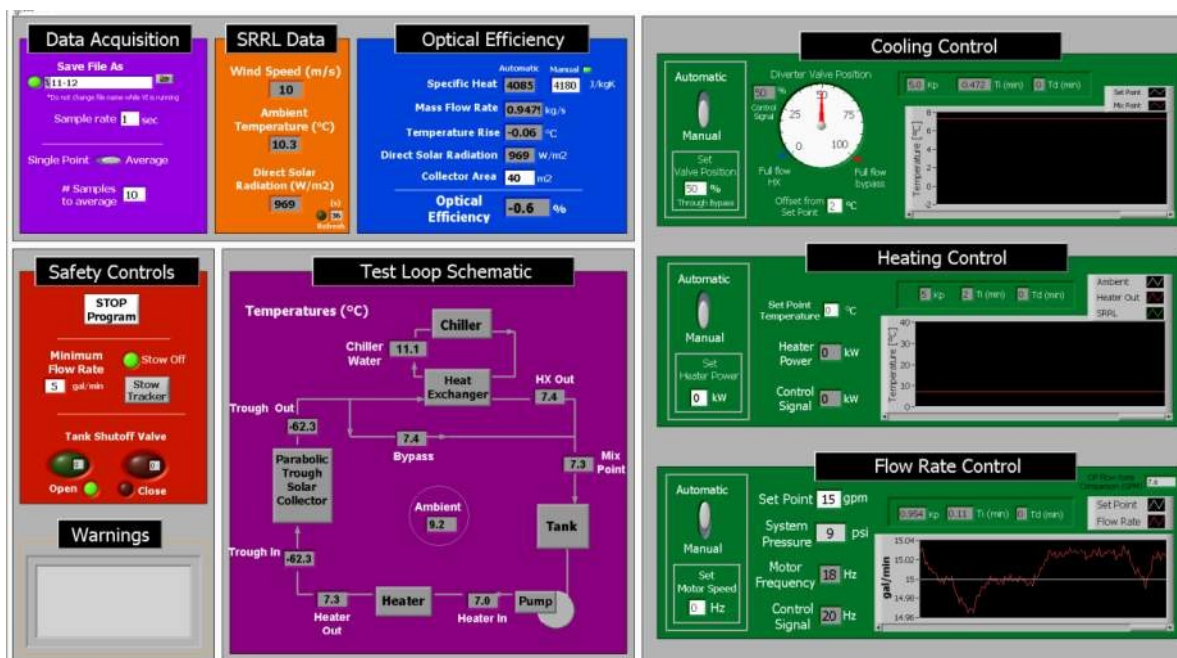 Data Acquisition
Save File As
11-12
*Do not change file name while VI is running
Sample rate 1 sec
Single Point Average
# Samples
to average 10
SRRL Data
Wind Speed (m/s)
10
Ambient
Temperature (°C)
10.3
Direct Solar
Radiation (W/m2)
969
(s)
36
Refresh
Optical Efficiency
Automatic Manual
Specific Heat 4085 4180 J/kgK
Mass Flow Rate kg/s
Temperature Rise -0.06 °C
Direct Solar Radiation 969 W/m2
Collector Area 40 m2
Optical
Efficiency -0.6 %
Safety Controls
STOP
Program
Minimum
Flow Rate
5 gal/min
Stow Off
Stow
Tracker
Tank Shutoff Valve
Open Close
Warnings
Test Loop Schematic
Temperatures (°C)
Chiller
Chiller
Water
11.1
Heat
Exchanger
HX Out
7.4
Trough Out
-62.3
7.4
Bypass
7.3
Mix
Point
Parabolic
Trough
Solar
Collector
Ambient
9.2
Tank
Trough In
-62.3
7.3
Heater
Out
Heater
7.0
Heater In
Pump
Cooling Control
Automatic
Manual
Set
Valve Position
50 %
Through Bypass
Diverter Valve Position
50 %
Control
Signal
0 25 50 75 100
Full flow
HX
Full flow
bypass
Offset from
Set Point 2 °C
5.0 Kp 0.472 Ti (min) 0 Td (min)
Set Point
Mix Point
Temperature [°C]
8
6
4
2
0
-2
Heating Control
Automatic
Manual
Set
Heater Power
0 kW
Set Point
Temperature 0 °C
Heater
Power 0 kW
Control
Signal 0 kW
5 Kp 2 Ti (min) 0 Td (min)
Ambient
Heater Out
SRRL
Temperature [°C]
40
30
20
10
0
Flow Rate Control
Automatic
Manual
Set
Motor Speed
0 Hz
Set Point 15 gpm
System
Pressure 9 psi
Motor
Frequency 18 Hz
Control
Signal 20 Hz
0.954 Kp 0.11 Ti (min) 0 Td (min)
Set Point
Flow Rate
gal/min
15.04
15
14.98
14.96